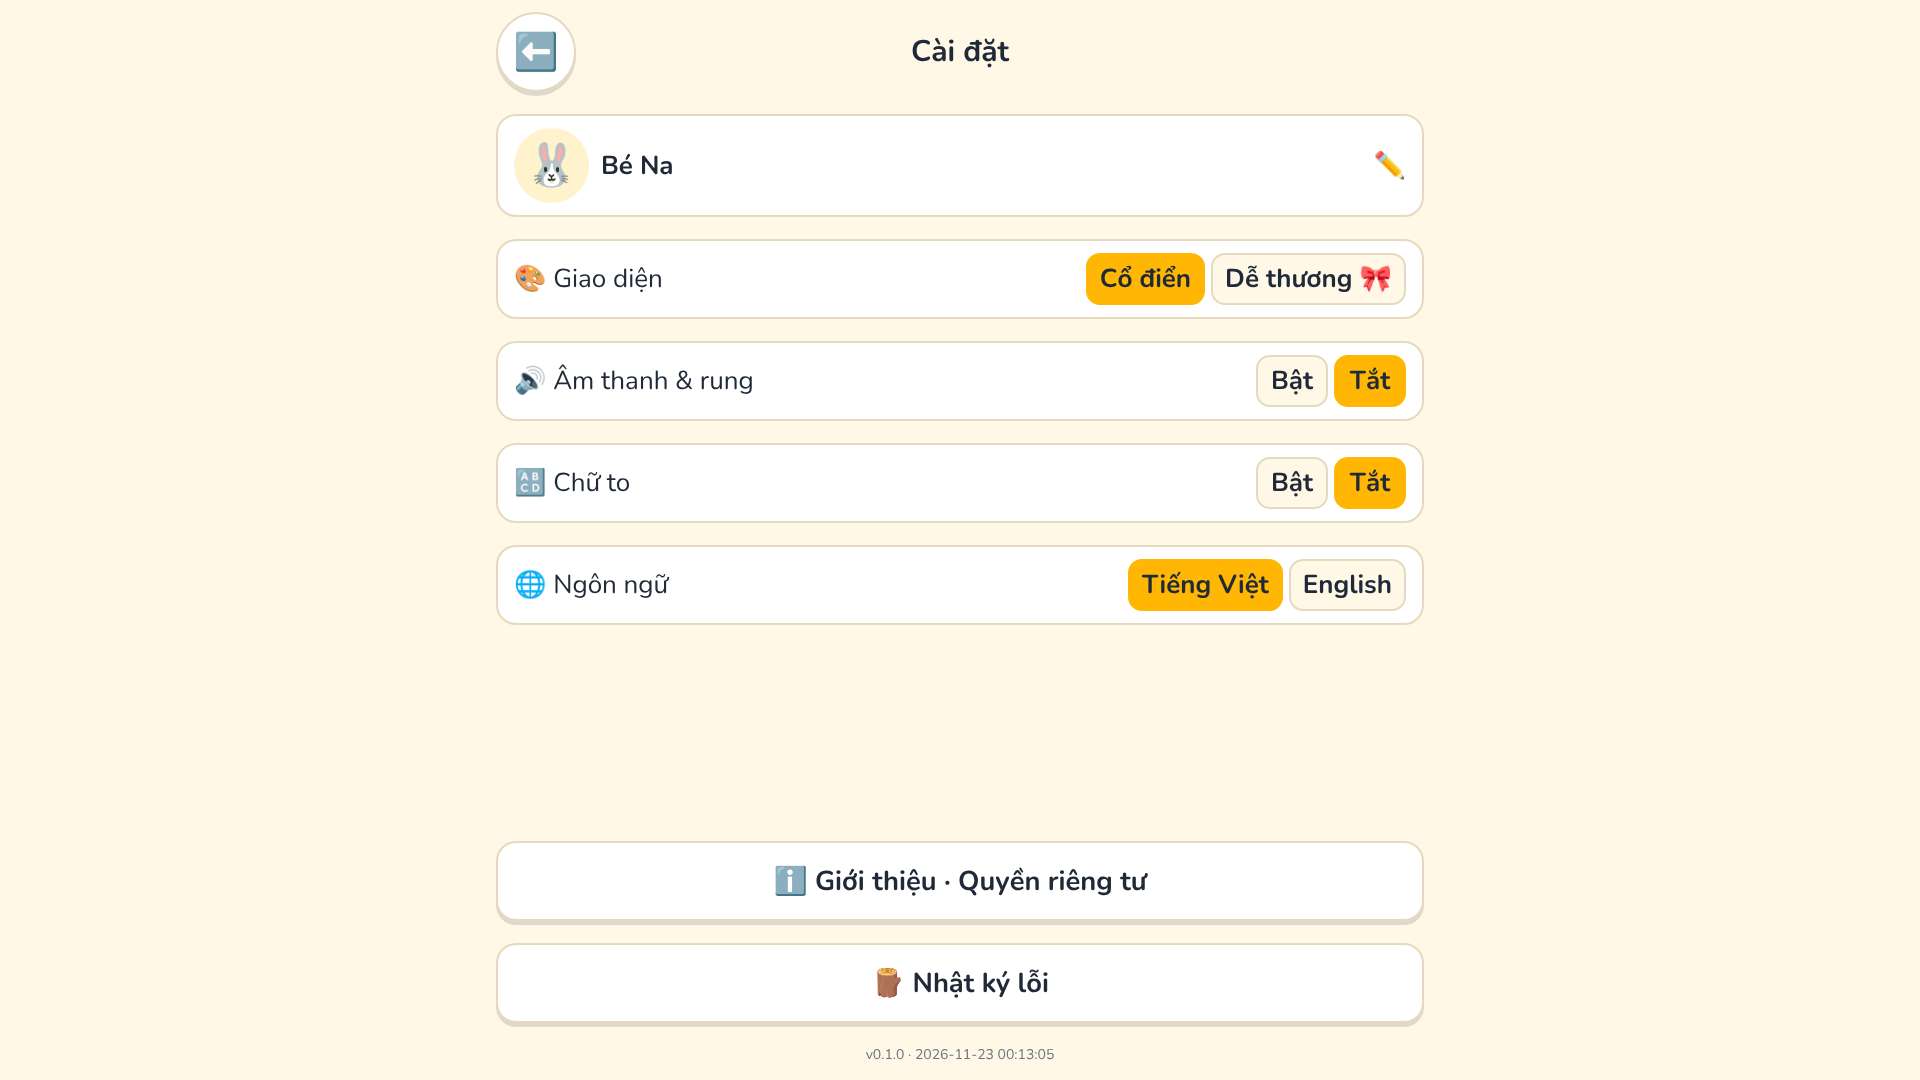 Cài đặt
Bé Na
Giao diện Cổ điển Dễ thương
Âm thanh & rung Bật Tắt
Chữ to Bật Tắt
Ngôn ngữ Tiếng Việt English
Giới thiệu · Quyền riêng tư
Nhật ký lỗi
v0.1.0 · 2026-11-23 00:13:05